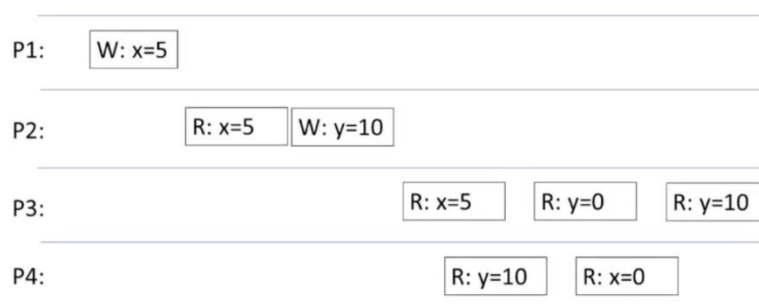 P1: W: x=5
P2: R: x=5 W: y=10
P3: R: x=5 R: y=0 R: y=10
P4: R: y=10 R: x=0